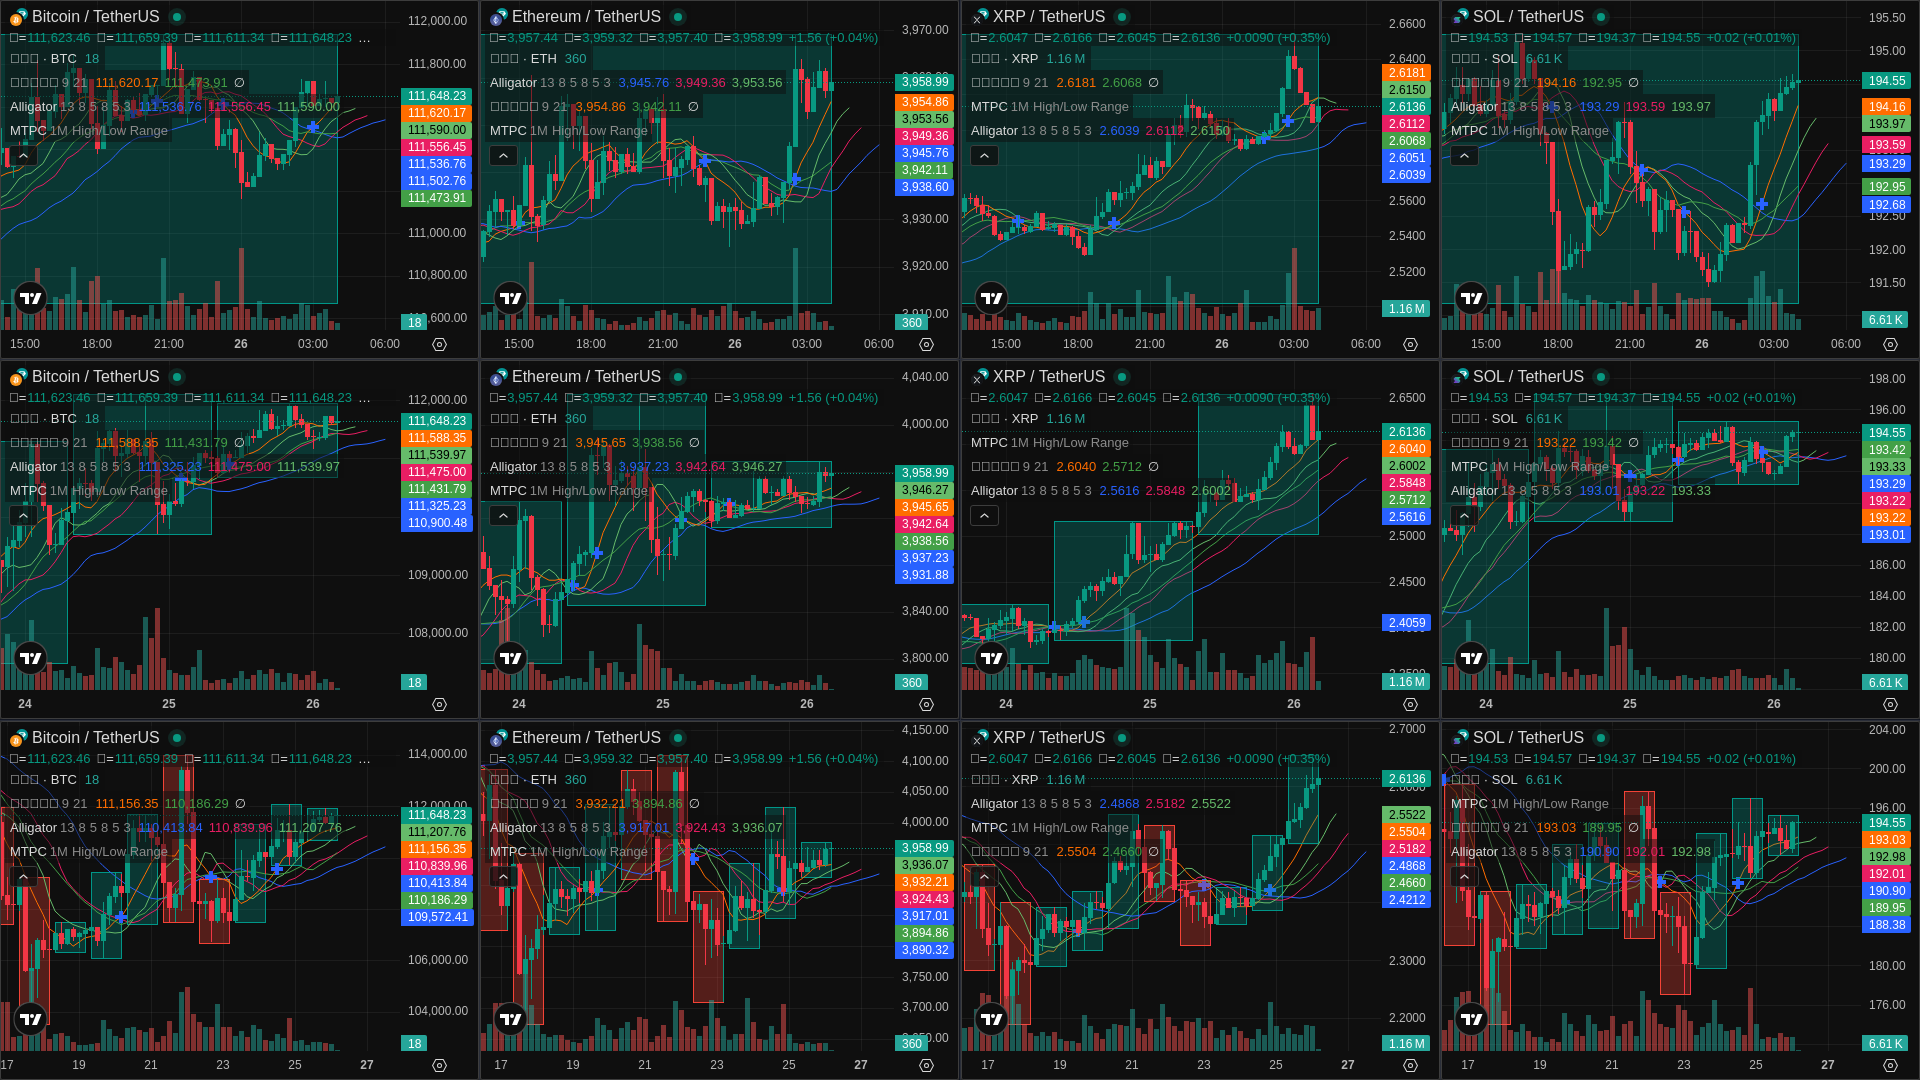 Bitcoin / TetherUS
=111,623.46 =111,659.39 =111,611.34 =111,648.23 ...
· BTC 18
9 21 111,620.17 111,473.91 ∅
Alligator 13 8 5 8 5 3 111,536.76 111,556.45 111,590.00
MTPC 1M High/Low Range
112,000.00
111,800.00
111,648.23
111,620.17
111,590.00
111,556.45
111,536.76
111,502.76
111,473.91
111,000.00
110,800.00
18
15:00 18:00 21:00 26 03:00 06:00
Ethereum / TetherUS
=3,957.44 =3,959.32 =3,957.40 =3,958.99 +1.56 (+0.04%)
· ETH 360
Alligator 13 8 5 8 5 3 3,945.76 3,949.36 3,953.56
9 21 3,954.86 3,942.11 ∅
MTPC 1M High/Low Range
3,970.00
3,958.99
3,954.86
3,953.56
3,949.36
3,945.76
3,942.11
3,938.60
3,930.00
3,920.00
3,910.00
360
15:00 18:00 21:00 26 03:00 06:00
XRP / TetherUS
=2.6047 =2.6166 =2.6045 =2.6136 +0.0090 (+0.35%)
· XRP 1.16 M
9 21 2.6181 2.6068 ∅
MTPC 1M High/Low Range
Alligator 13 8 5 8 5 3 2.6039 2.6112 2.6150
2.6600
2.6400
2.6181
2.6150
2.6136
2.6112
2.6068
2.6051
2.6039
2.5600
2.5400
2.5200
1.16 M
15:00 18:00 21:00 26 03:00 06:00
SOL / TetherUS
=194.53 =194.57 =194.37 =194.55 +0.02 (+0.01%)
· SOL 6.61 K
9 21 194.16 192.95 ∅
Alligator 13 8 5 8 5 3 193.29 193.59 193.97
MTPC 1M High/Low Range
195.50
195.00
194.55
194.16
193.97
193.59
193.29
192.95
192.68
192.50
192.00
191.50
6.61 K
15:00 18:00 21:00 26 03:00 06:00
Bitcoin / TetherUS
=111,623.46 =111,659.39 =111,611.34 =111,648.23 ...
· BTC 18
9 21 111,588.35 111,431.79 ∅
Alligator 13 8 5 8 5 3 111,325.23 111,475.00 111,539.97
MTPC 1M High/Low Range
112,000.00
111,648.23
111,588.35
111,539.97
111,475.00
111,431.79
111,325.23
110,900.48
109,000.00
108,000.00
18
24 25 26
Ethereum / TetherUS
=3,957.44 =3,959.32 =3,957.40 =3,958.99 +1.56 (+0.04%)
· ETH 360
9 21 3,945.65 3,938.56 ∅
Alligator 13 8 5 8 5 3 3,937.23 3,942.64 3,946.27
MTPC 1M High/Low Range
4,040.00
4,000.00
3,958.99
3,946.27
3,945.65
3,942.64
3,938.56
3,937.23
3,931.88
3,840.00
3,800.00
360
24 25 26
XRP / TetherUS
=2.6047 =2.6166 =2.6045 =2.6136 +0.0090 (+0.35%)
· XRP 1.16 M
MTPC 1M High/Low Range
9 21 2.6040 2.5712 ∅
Alligator 13 8 5 8 5 3 2.5616 2.5848 2.6002
2.6500
2.6136
2.6040
2.6002
2.5848
2.5712
2.5616
2.5000
2.4500
2.4059
1.16 M
24 25 26
SOL / TetherUS
=194.53 =194.57 =194.37 =194.55 +0.02 (+0.01%)
· SOL 6.61 K
9 21 193.22 193.42 ∅
MTPC 1M High/Low Range
Alligator 13 8 5 8 5 3 193.01 193.22 193.33
198.00
196.00
194.55
193.42
193.33
193.29
193.22
193.22
193.01
186.00
184.00
182.00
180.00
6.61 K
24 25 26
Bitcoin / TetherUS
=111,623.46 =111,659.39 =111,611.34 =111,648.23 ...
· BTC 18
9 21 111,156.35 110,186.29 ∅
Alligator 13 8 5 8 5 3 110,413.84 110,839.96 111,207.76
MTPC 1M High/Low Range
114,000.00
112,000.00
111,648.23
111,207.76
111,156.35
110,839.96
110,413.84
110,186.29
109,572.41
106,000.00
104,000.00
18
17 19 21 23 25 27
Ethereum / TetherUS
=3,957.44 =3,959.32 =3,957.40 =3,958.99 +1.56 (+0.04%)
· ETH 360
9 21 3,932.21 3,894.86 ∅
Alligator 13 8 5 8 5 3 3,917.01 3,924.43 3,936.07
MTPC 1M High/Low Range
4,150.00
4,100.00
4,050.00
4,000.00
3,958.99
3,936.07
3,932.21
3,924.43
3,917.01
3,894.86
3,890.32
3,750.00
3,700.00
360
17 19 21 23 25 27
XRP / TetherUS
=2.6047 =2.6166 =2.6045 =2.6136 +0.0090 (+0.35%)
· XRP 1.16 M
Alligator 13 8 5 8 5 3 2.4868 2.5182 2.5522
MTPC 1M High/Low Range
9 21 2.5504 2.4660 ∅
2.7000
2.6136
2.5522
2.5504
2.5182
2.4868
2.4660
2.4212
2.3000
2.2000
1.16 M
17 19 21 23 25 27
SOL / TetherUS
=194.53 =194.57 =194.37 =194.55 +0.02 (+0.01%)
· SOL 6.61 K
MTPC 1M High/Low Range
9 21 193.03 189.95 ∅
Alligator 13 8 5 8 5 3 190.90 192.01 192.98
204.00
200.00
196.00
194.55
193.03
192.98
192.01
190.90
189.95
188.38
180.00
176.00
6.61 K
17 19 21 23 25 27